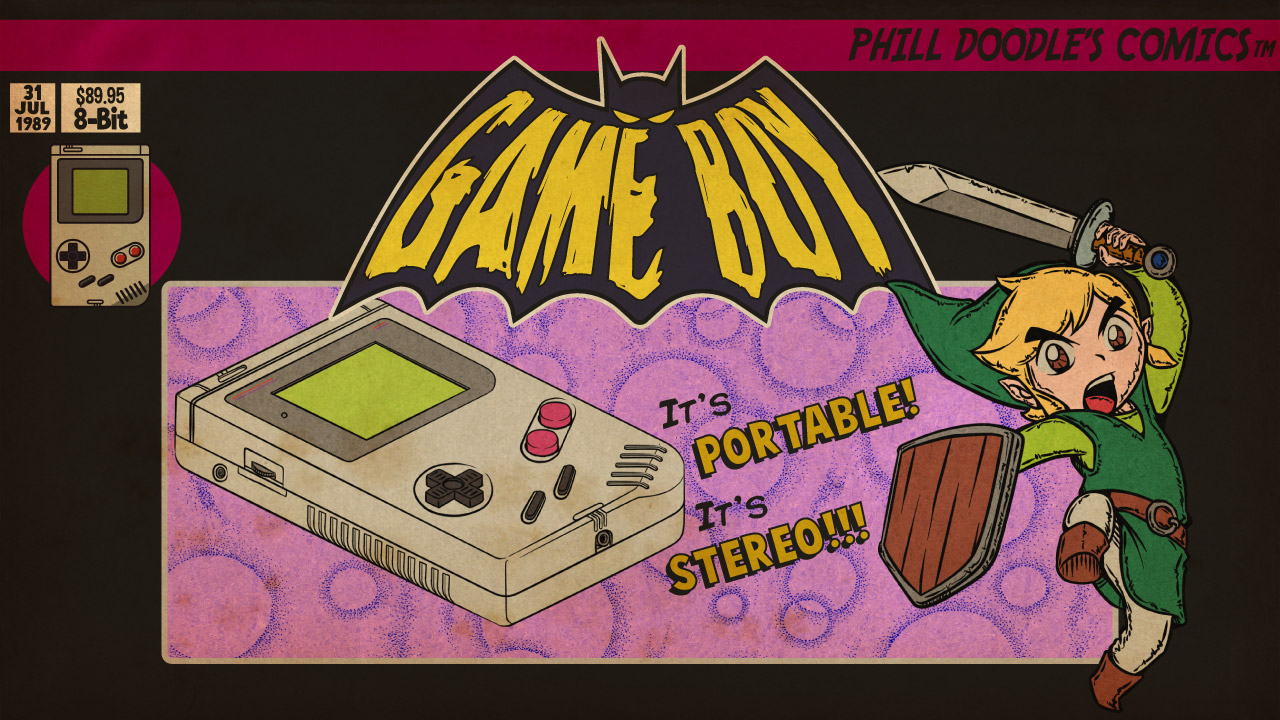 PHILL DOODLE'S COMICS™
31
JUL
1989
$89.95
8-Bit
GAME BOY
IT'S
PORTABLE!
IT'S
STEREO!!!